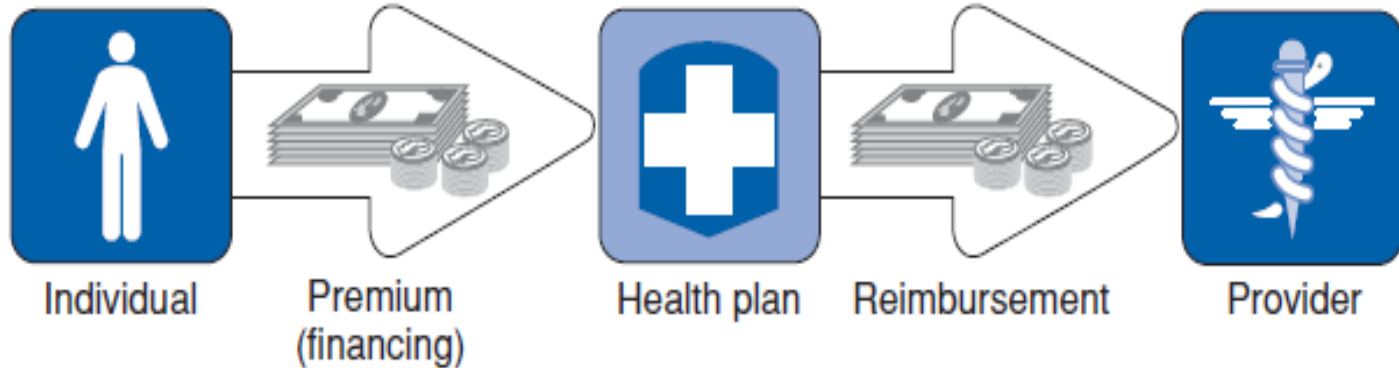 Individual
Premium
(financing)
Health plan
Reimbursement
Provider